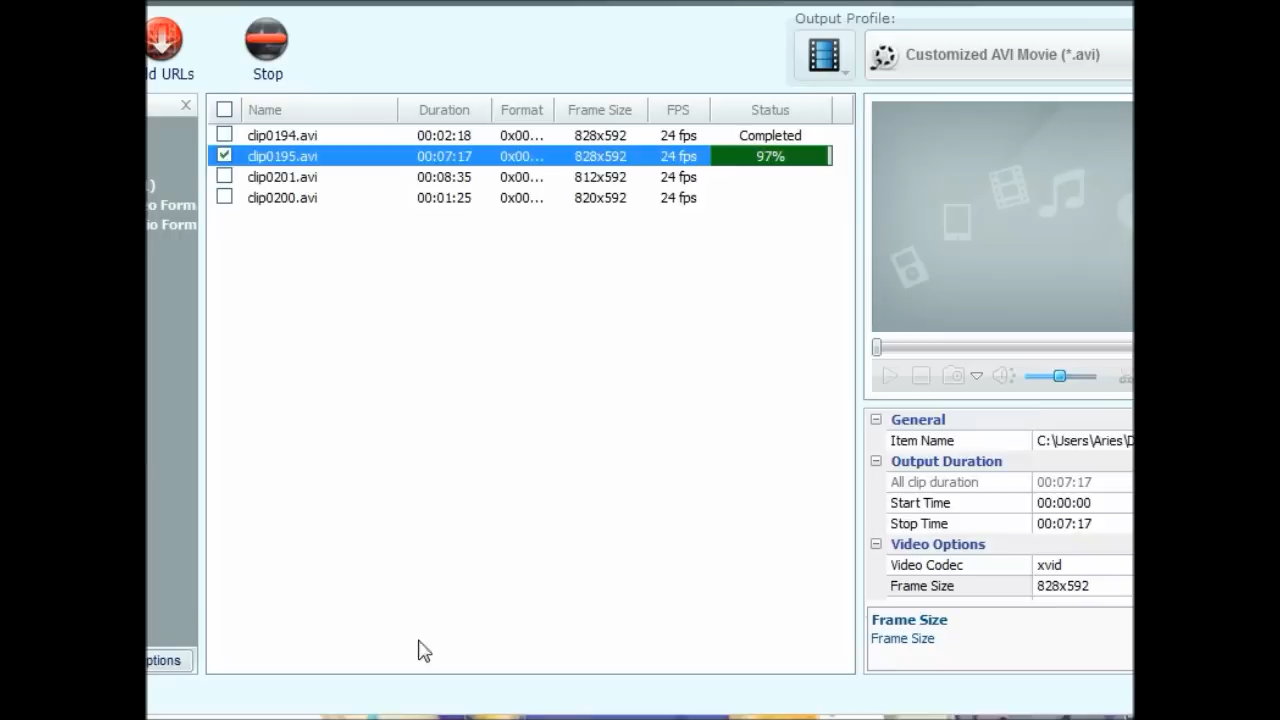 Output Profile:
d URLs
Stop
Customized AVI Movie (*.avi)
Name Duration Format Frame Size FPS Status
clip0194.avi 00:02:18 0x00... 828x592 24 fps Completed
clip0195.avi 00:07:17 0x00... 828x592 24 fps 97%
clip0201.avi 00:08:35 0x00... 812x592 24 fps
clip0200.avi 00:01:25 0x00... 820x592 24 fps
)
o Form
io Form
General
Item Name C:\Users\Aries\D
Output Duration
All clip duration 00:07:17
Start Time 00:00:00
Stop Time 00:07:17
Video Options
Video Codec xvid
Frame Size 828x592
Frame Size
Frame Size
ptions